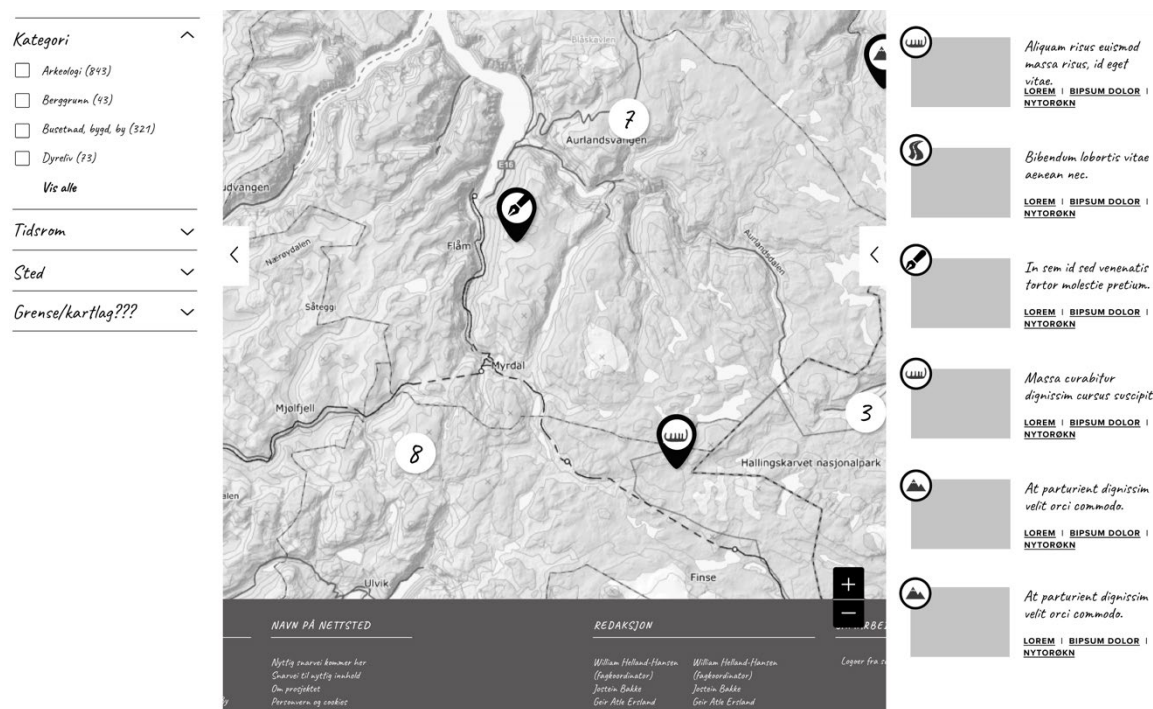 Kategori
Arkeologi (843)
Berggrunn (43)
Busetnad, bygd, by (321)
Dyreliv (73)
Vis alle
Tidsrom
Sted
Grense/kartlag???
Blåskavlen
7
Aurlandsvangen
E16
udvangen
Flåm
Nærøydalen
Aurlandsdalen
Såteggi
Myrdal
Mjølfjell
3
8
Hallingskarvet nasjonalpark
alen
Finse
Ulvik
+
−
NAVN PÅ NETTSTED
Nyttig snarvei kommer her
Snarvei til nyttig innhold
Om prosjektet
Personvern og cookies
REDAKSJON
William Helland-Hansen
(fagkoordinator)
Jostein Bakke
Geir Atle Ersland
William Helland-Hansen
(fagkoordinator)
Jostein Bakke
Geir Atle Ersland
Logoer fra s
Aliquam risus euismod
massa risus, id eget
vitae.
LOREM | BIPSUM DOLOR |
NYTORØKN
Bibendum lobortis vitae
aenean nec.
LOREM | BIPSUM DOLOR |
NYTORØKN
In sem id sed venenatis
tortor molestie pretium.
LOREM | BIPSUM DOLOR |
NYTORØKN
Massa curabitur
dignissim cursus suscipit
LOREM | BIPSUM DOLOR |
NYTORØKN
At parturient dignissim
velit orci commodo.
LOREM | BIPSUM DOLOR |
NYTORØKN
At parturient dignissim
velit orci commodo.
LOREM | BIPSUM DOLOR |
NYTORØKN